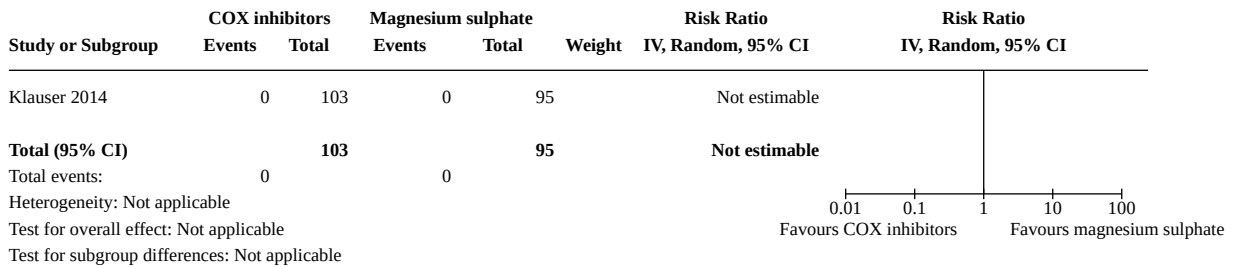 COX inhibitors Magnesium sulphate Risk Ratio Risk Ratio
Study or Subgroup Events Total Events Total Weight IV, Random, 95% CI IV, Random, 95% CI
Klauser 2014 0 103 0 95 Not estimable
Total (95% CI) 103 95 Not estimable
Total events: 0 0
Heterogeneity: Not applicable
0.01 0.1 1 10 100
Test for overall effect: Not applicable Favours COX inhibitors Favours magnesium sulphate
Test for subgroup differences: Not applicable